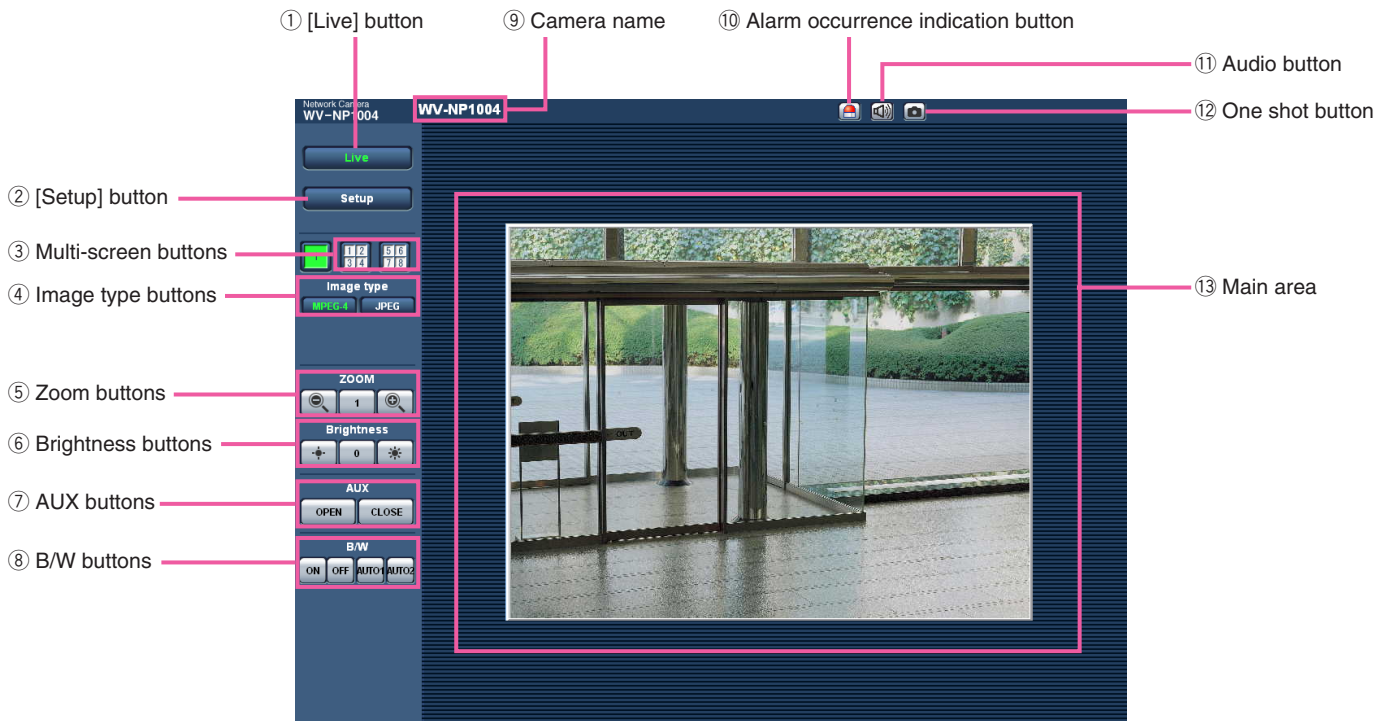 ① [Live] button
⑨ Camera name
⑩ Alarm occurrence indication button
⑪ Audio button
⑫ One shot button
Network Camera
WV-NP1004
WV-NP1004
Live
② [Setup] button
Setup
③ Multi-screen buttons
1
1 2
3 4
5 6
7 8
④ Image type buttons
Image type
MPEG-4 JPEG
⑬ Main area
⑤ Zoom buttons
ZOOM
1
⑥ Brightness buttons
Brightness
0
OUT
⑦ AUX buttons
AUX
OPEN CLOSE
⑧ B/W buttons
B/W
ON OFF AUTO1 AUTO2